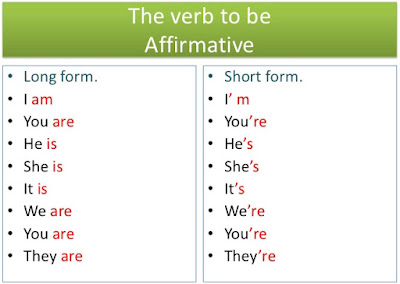 The verb to be
Affirmative
• Long form.
• I am
• You are
• He is
• She is
• It is
• We are
• You are
• They are
• Short form.
• I’ m
• You’re
• He’s
• She’s
• It’s
• We’re
• You’re
• They’re